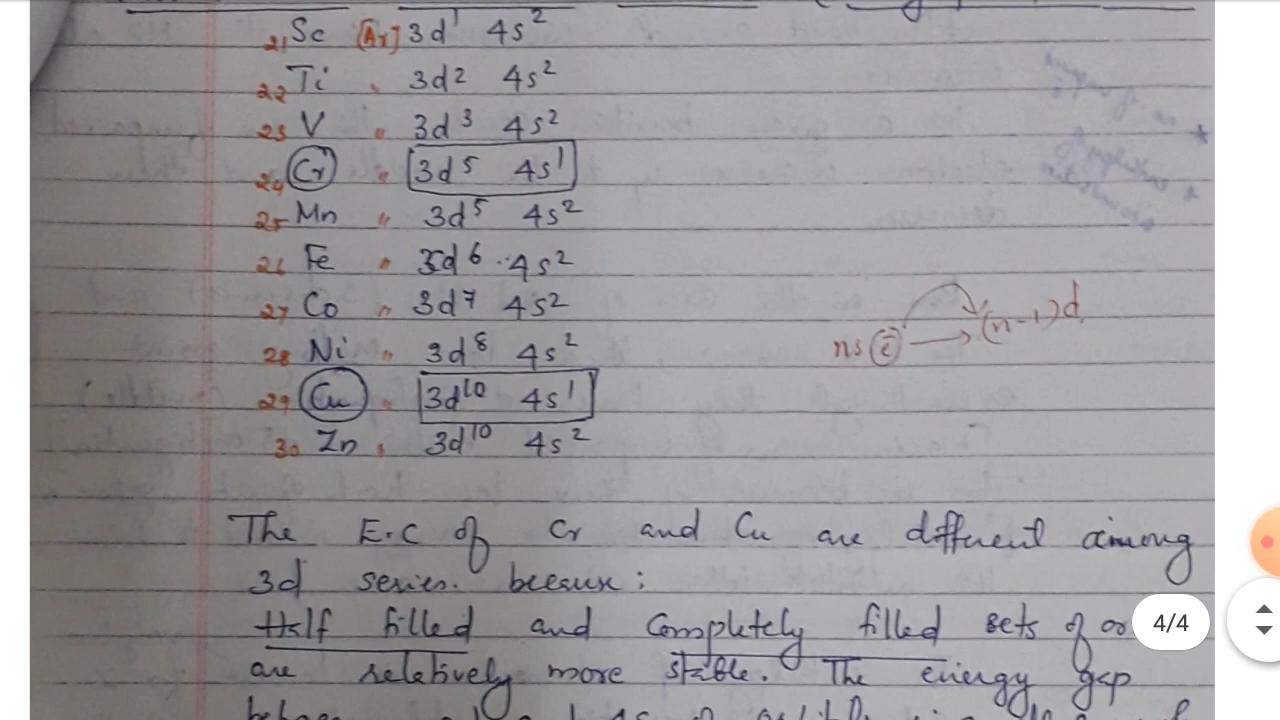 21 Sc [Ar] 3d¹ 4s²
22 Ti " 3d² 4s²
23 V " 3d³ 4s²
24 Cr " 3d⁵ 4s¹
25 Mn " 3d⁵ 4s²
26 Fe " 3d⁶ 4s²
27 Co " 3d⁷ 4s²
28 Ni " 3d⁸ 4s²
ns ē → (n-1)d
29 Cu " 3d¹⁰ 4s¹
30 Zn " 3d¹⁰ 4s²
The E.C of Cr and Cu are different among
3d series. because:
Half filled and Completely filled sets of
4/4
are relatively more stable. The energy gap